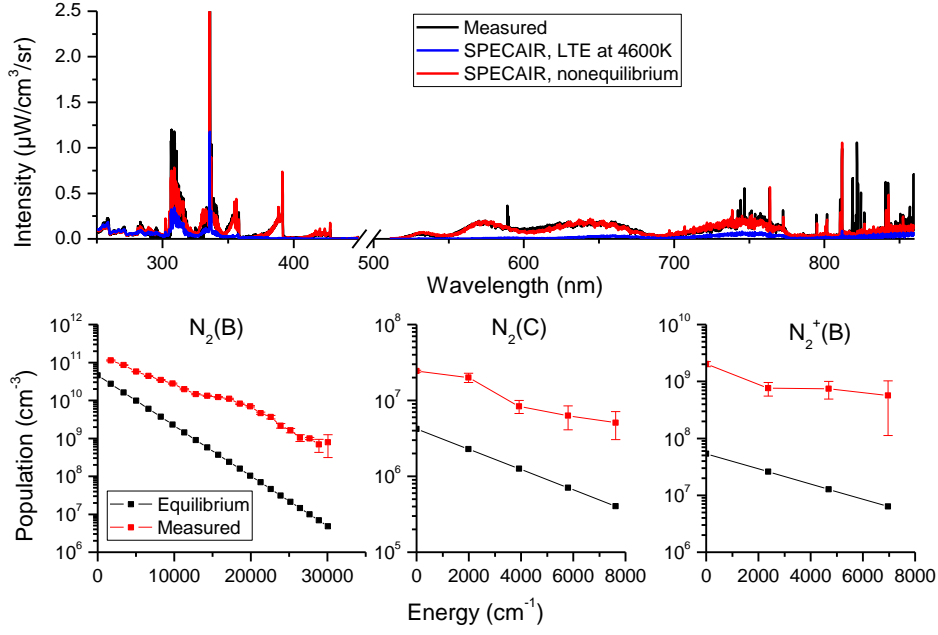 2.5
2.0
1.5
1.0
0.5
0.0
Intensity (µW/cm³/sr)
Measured
SPECAIR, LTE at 4600K
SPECAIR, nonequilibrium
300 400 500 600 700 800
Wavelength (nm)
N₂(B)
N₂(C)
N₂⁺(B)
Population (cm⁻³)
10¹²
10¹¹
10¹⁰
10⁹
10⁸
10⁷
10⁶
Equilibrium
Measured
0 10000 20000 30000
10⁸
10⁷
10⁶
10⁵
0 2000 4000 6000 8000
10¹⁰
10⁹
10⁸
10⁷
10⁶
0 2000 4000 6000 8000
Energy (cm⁻¹)